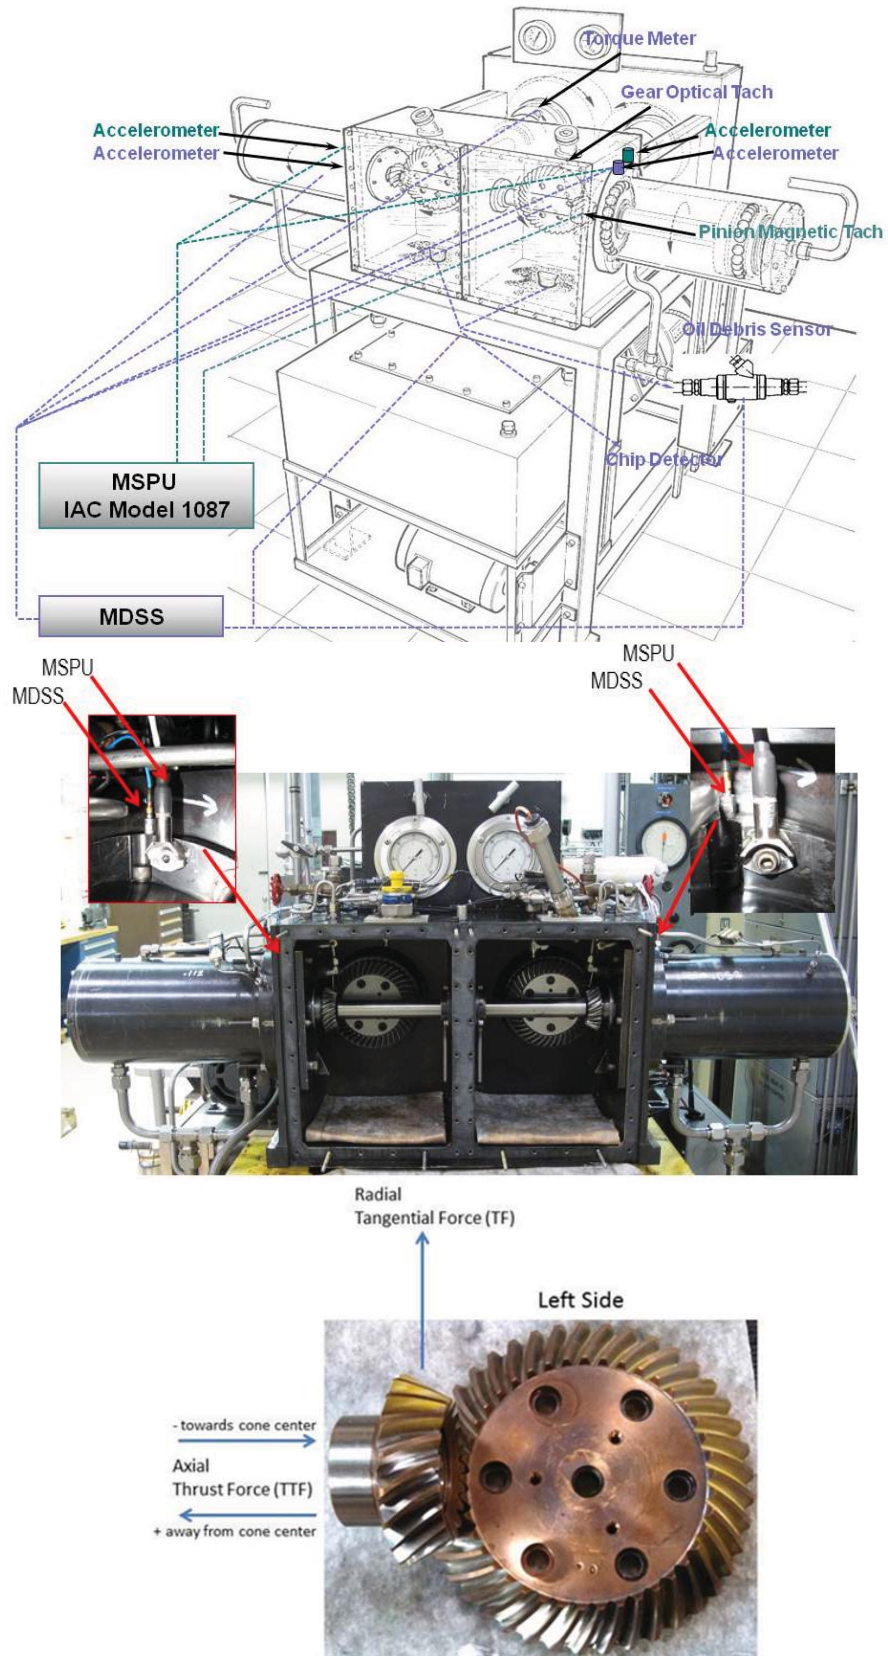 Torque Meter
Gear Optical Tach
Accelerometer
Accelerometer
Accelerometer
Accelerometer
Pinion Magnetic Tach
Oil Debris Sensor
Chip Detector
MSPU
IAC Model 1087
MDSS
MSPU
MDSS
MSPU
MDSS
.112
Radial
Tangential Force (TF)
Left Side
- towards cone center
Axial
Thrust Force (TTF)
+ away from cone center